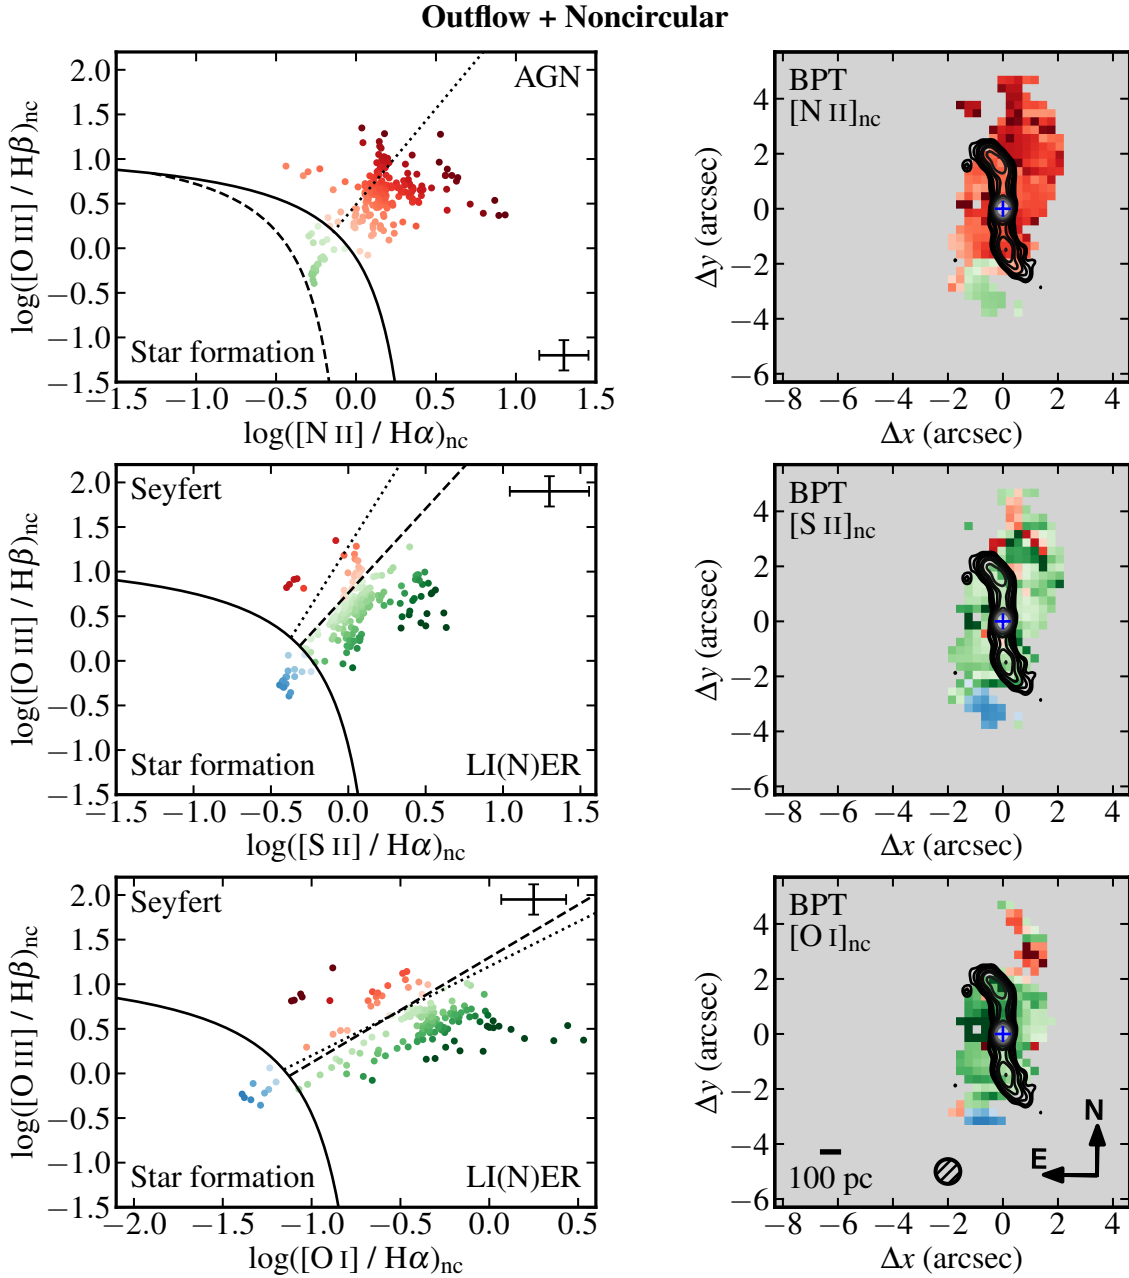 Outflow + Noncircular
AGN
Star formation
2.0
1.5
1.0
0.5
0.0
−0.5
−1.0
−1.5
−1.5 −1.0 −0.5 0.0 0.5 1.0 1.5
log([O III] / Hβ)nc
log([N II] / Hα)nc
BPT
[N II]nc
4
2
0
−2
−4
−6
−8 −6 −4 −2 0 2 4
Δy (arcsec)
Δx (arcsec)
Seyfert
Star formation
LI(N)ER
2.0
1.5
1.0
0.5
0.0
−0.5
−1.0
−1.5
−1.5 −1.0 −0.5 0.0 0.5 1.0 1.5
log([O III] / Hβ)nc
log([S II] / Hα)nc
BPT
[S II]nc
4
2
0
−2
−4
−6
−8 −6 −4 −2 0 2 4
Δy (arcsec)
Δx (arcsec)
Seyfert
Star formation
LI(N)ER
2.0
1.5
1.0
0.5
0.0
−0.5
−1.0
−1.5
−2.0 −1.5 −1.0 −0.5 0.0 0.5
log([O III] / Hβ)nc
log([O I] / Hα)nc
BPT
[O I]nc
N
E
100 pc
4
2
0
−2
−4
−6
−8 −6 −4 −2 0 2 4
Δy (arcsec)
Δx (arcsec)